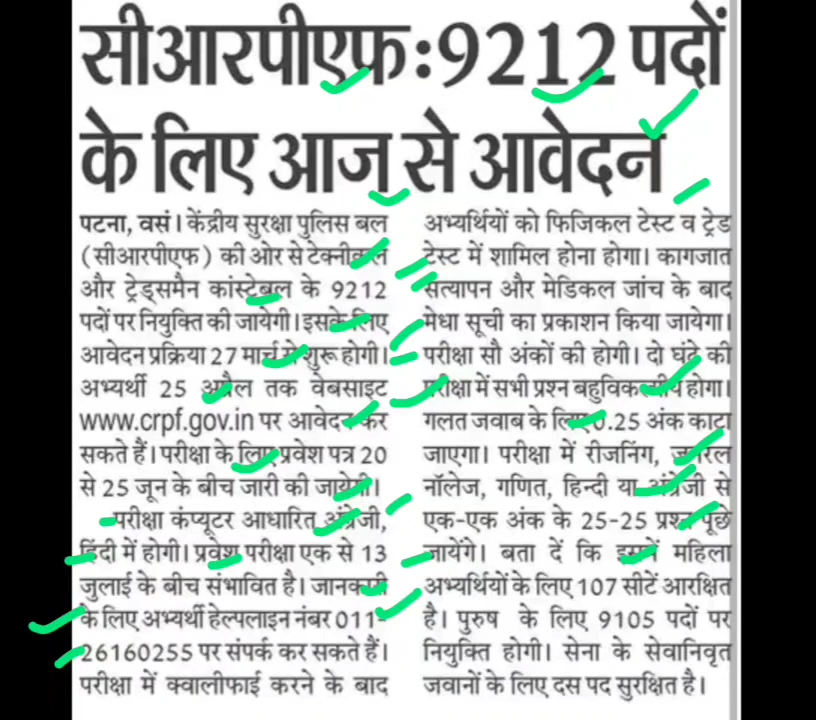 सीआरपीएफ:9212 पदों
के लिए आज से आवेदन
पटना, वसं। केंद्रीय सुरक्षा पुलिस बल
(सीआरपीएफ) की ओर से टेक्नीकल
और ट्रेड्समैन कांस्टेबल के 9212
पदों पर नियुक्ति की जायेगी। इसके लिए
आवेदन प्रक्रिया 27 मार्च से शुरू होगी।
अभ्यर्थी 25 अप्रैल तक वेबसाइट
www.crpf.gov.in पर आवेदन कर
सकते हैं। परीक्षा के लिए प्रवेश पत्र 20
से 25 जून के बीच जारी की जायेगी।
परीक्षा कंप्यूटर आधारित अंग्रेजी,
हिंदी में होगी। प्रवेश परीक्षा एक से 13
जुलाई के बीच संभावित है। जानकारी
के लिए अभ्यर्थी हेल्पलाइन नंबर 011-
26160255 पर संपर्क कर सकते हैं।
परीक्षा में क्वालीफाई करने के बाद
अभ्यर्थियों को फिजिकल टेस्ट व ट्रेड
टेस्ट में शामिल होना होगा। कागजात
सत्यापन और मेडिकल जांच के बाद
मेधा सूची का प्रकाशन किया जायेगा।
परीक्षा सौ अंकों की होगी। दो घंटे की
परीक्षा में सभी प्रश्न बहुविकल्पीय होगा।
गलत जवाब के लिए 0.25 अंक काटा
जाएगा। परीक्षा में रीजनिंग, जनरल
नॉलेज, गणित, हिन्दी या अंग्रेजी से
एक-एक अंक के 25-25 प्रश्न पूछे
जायेंगे। बता दें कि इसमें महिला
अभ्यर्थियों के लिए 107 सीटें आरक्षित
है। पुरुष के लिए 9105 पदों पर
नियुक्ति होगी। सेना के सेवानिवृत
जवानों के लिए दस पद सुरक्षित है।